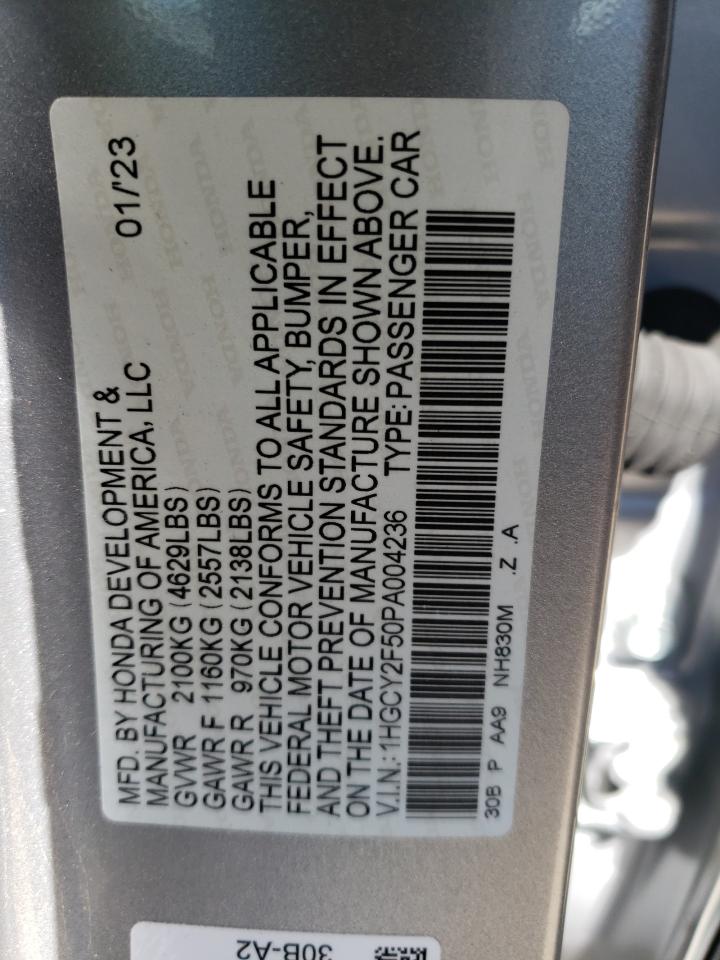 MFD. BY HONDA DEVELOPMENT &
MANUFACTURING OF AMERICA, LLC 01/'23
GVWR 2100KG (4629LBS)
GAWR F 1160KG (2557LBS)
GAWR R 970KG (2138LBS)
THIS VEHICLE CONFORMS TO ALL APPLICABLE
FEDERAL MOTOR VEHICLE SAFETY, BUMPER,
AND THEFT PREVENTION STANDARDS IN EFFECT
ON THE DATE OF MANUFACTURE SHOWN ABOVE.
V.I.N.: 1HGCY2F50PA004236 TYPE: PASSENGER CAR
30B P AA9 NH830M .Z .A
30B-A2